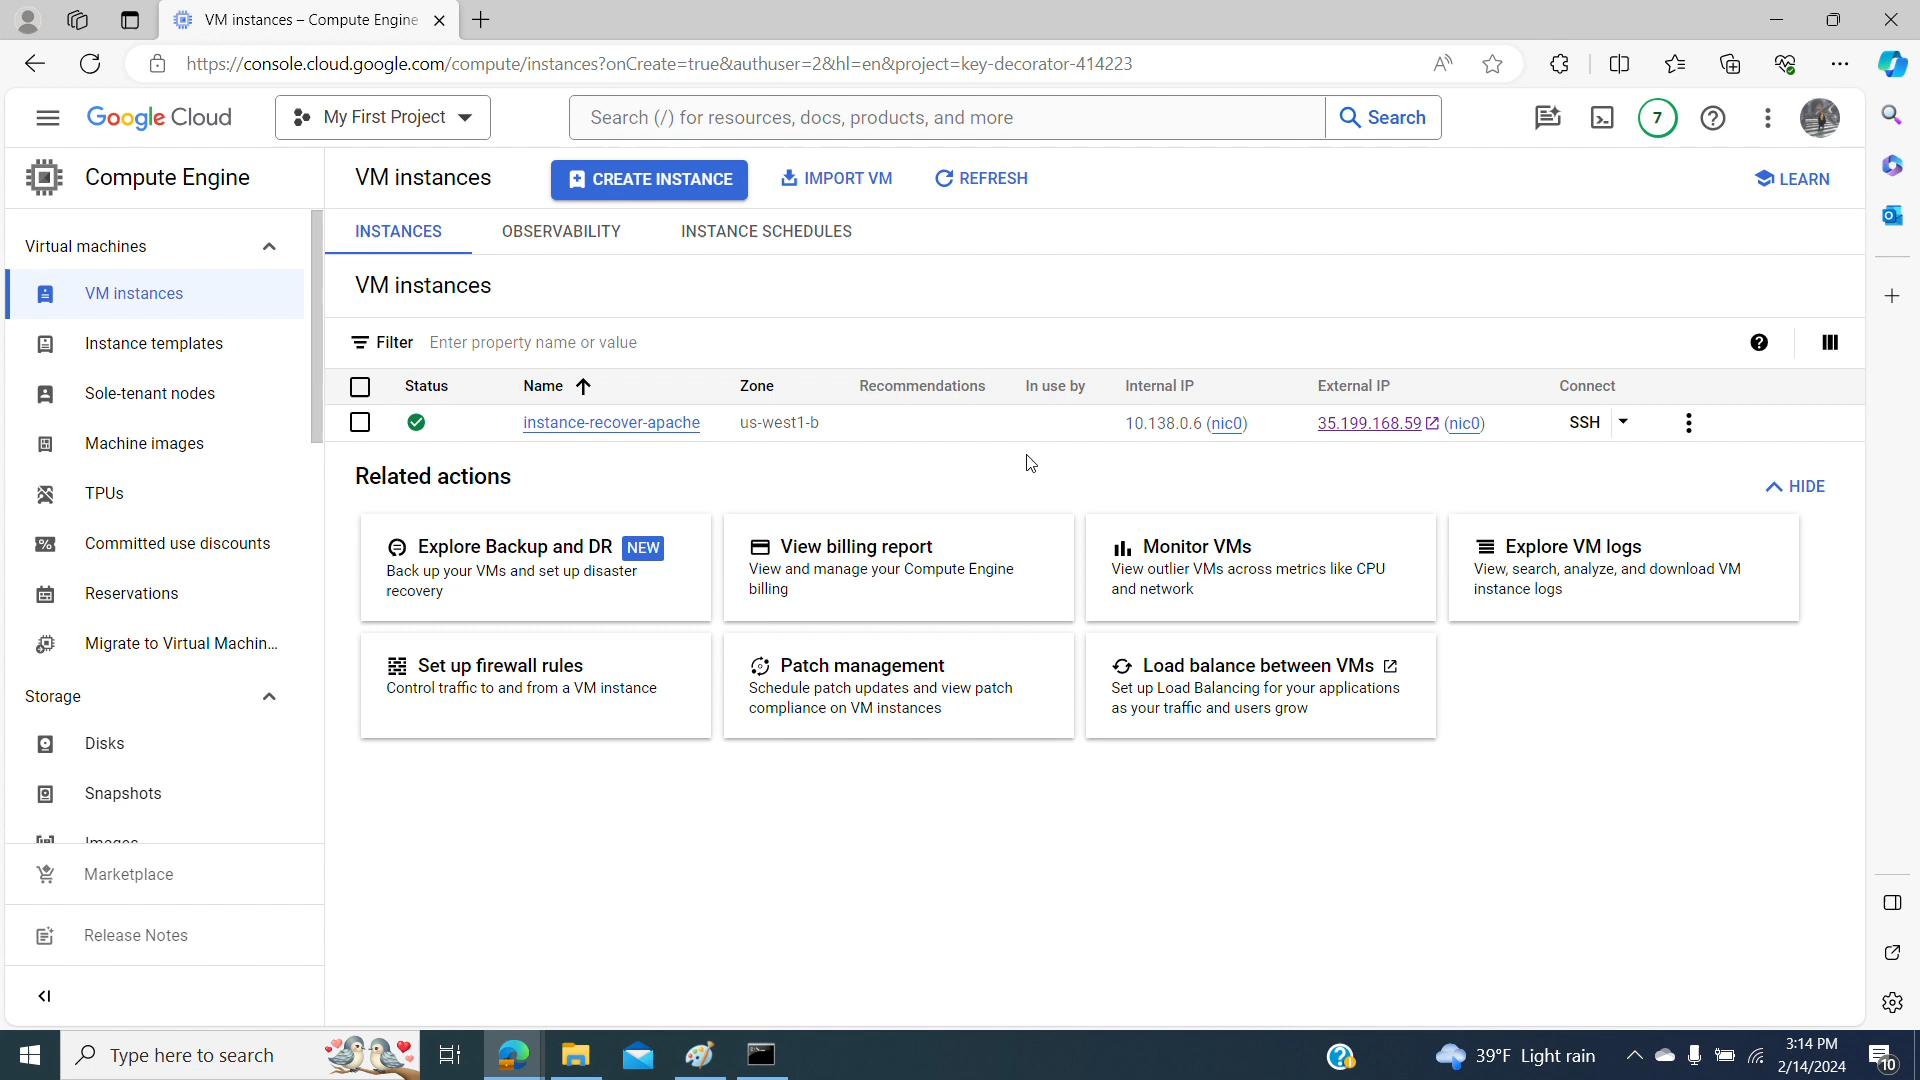 VM instances – Compute Engine
https://console.cloud.google.com/compute/instances?onCreate=true&authuser=2&hl=en&project=key-decorator-414223
Google Cloud
My First Project
Search (/) for resources, docs, products, and more
Search
7
Compute Engine
VM instances
CREATE INSTANCE
IMPORT VM
REFRESH
LEARN
Virtual machines
VM instances
Instance templates
Sole-tenant nodes
Machine images
TPUs
Committed use discounts
Reservations
Migrate to Virtual Machin...
Storage
Disks
Snapshots
Images
Marketplace
Release Notes
INSTANCES
OBSERVABILITY
INSTANCE SCHEDULES
VM instances
Filter Enter property name or value
Status Name Zone Recommendations In use by Internal IP External IP Connect
instance-recover-apache us-west1-b 10.138.0.6 (nic0) 35.199.168.59 (nic0) SSH
Related actions
HIDE
Explore Backup and DR NEW
Back up your VMs and set up disaster
recovery
View billing report
View and manage your Compute Engine
billing
Monitor VMs
View outlier VMs across metrics like CPU
and network
Explore VM logs
View, search, analyze, and download VM
instance logs
Set up firewall rules
Control traffic to and from a VM instance
Patch management
Schedule patch updates and view patch
compliance on VM instances
Load balance between VMs
Set up Load Balancing for your applications
as your traffic and users grow
Type here to search
39°F Light rain
3:14 PM
2/14/2024
10